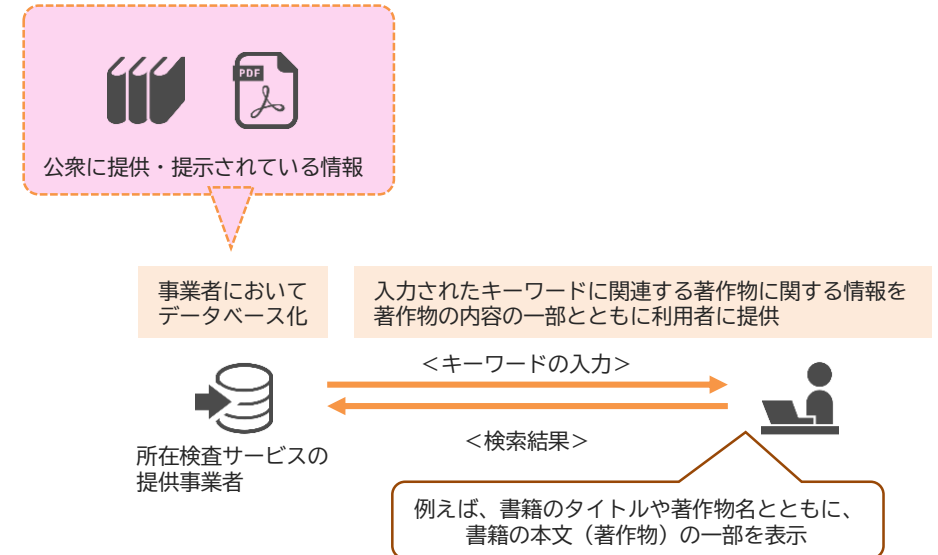 PDF
公衆に提供・提示されている情報
事業者において
データベース化
入力されたキーワードに関連する著作物に関する情報を
著作物の内容の一部とともに利用者に提供
＜キーワードの入力＞
＜検索結果＞
所在検査サービスの
提供事業者
例えば、書籍のタイトルや著作物名とともに、
書籍の本文（著作物）の一部を表示